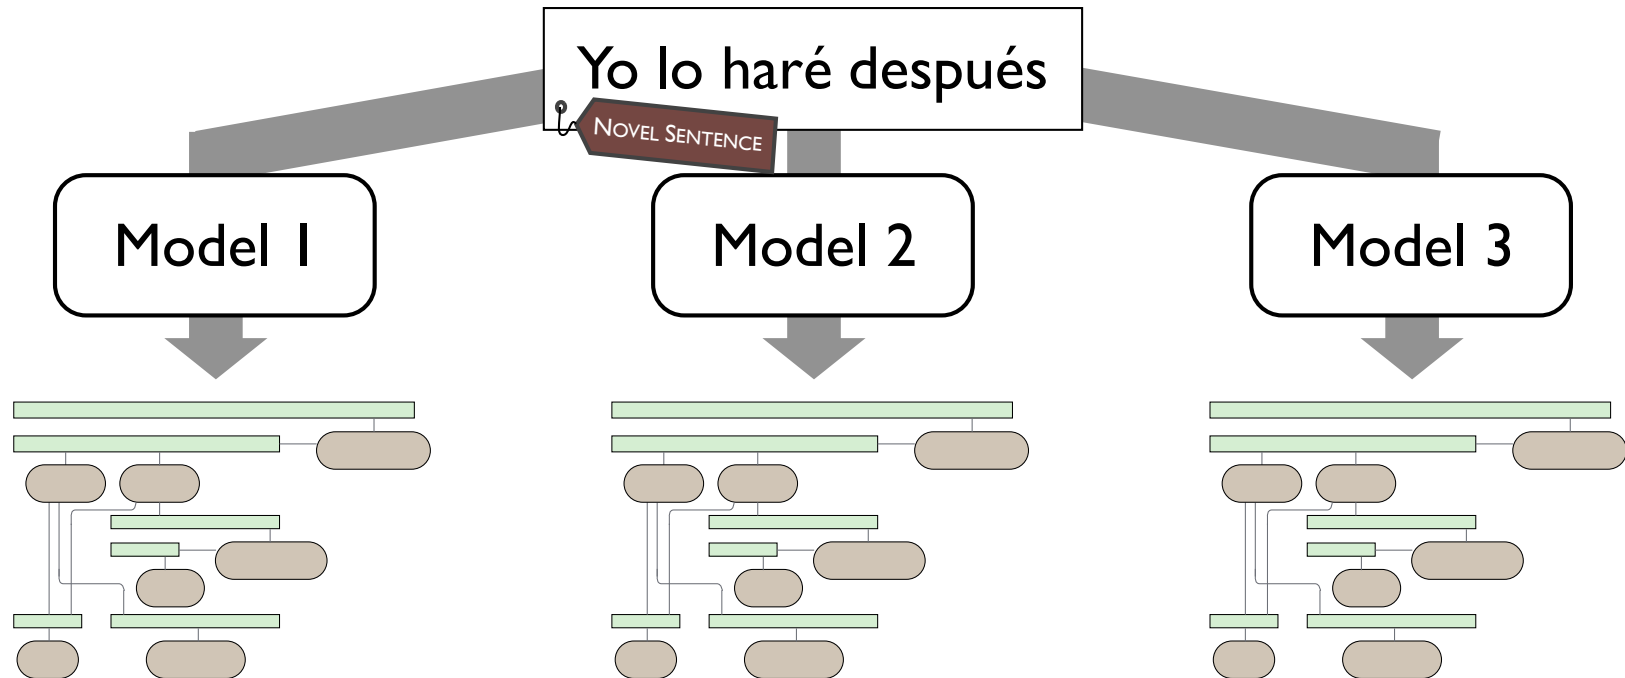 Yo lo haré después
NOVEL SENTENCE
Model 1
Model 2
Model 3